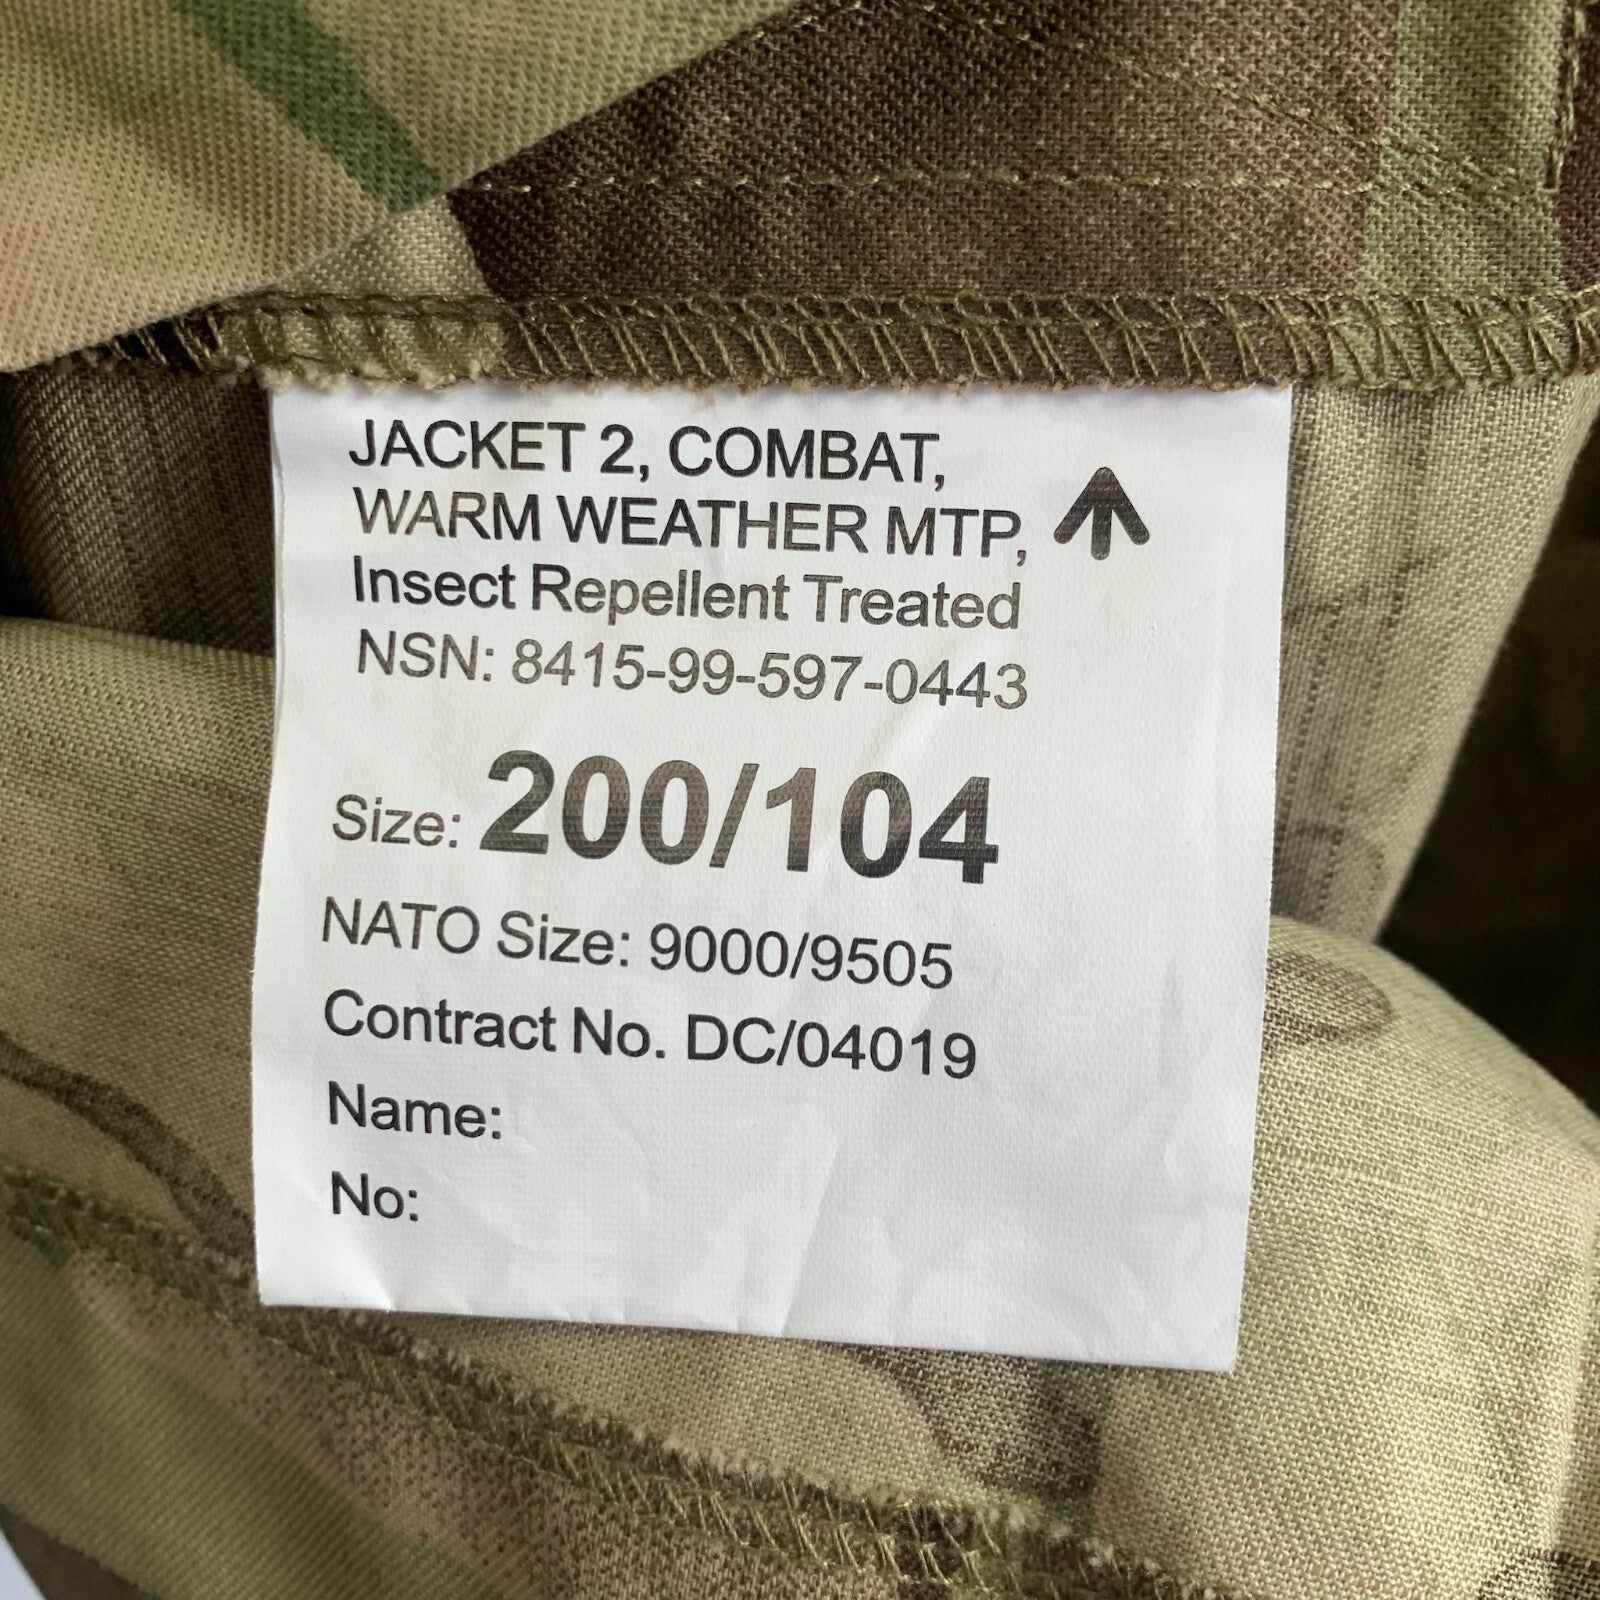 JACKET 2, COMBAT,
WARM WEATHER MTP,
Insect Repellent Treated
NSN: 8415-99-597-0443
Size: 200/104
NATO Size: 9000/9505
Contract No. DC/04019
Name:
No: